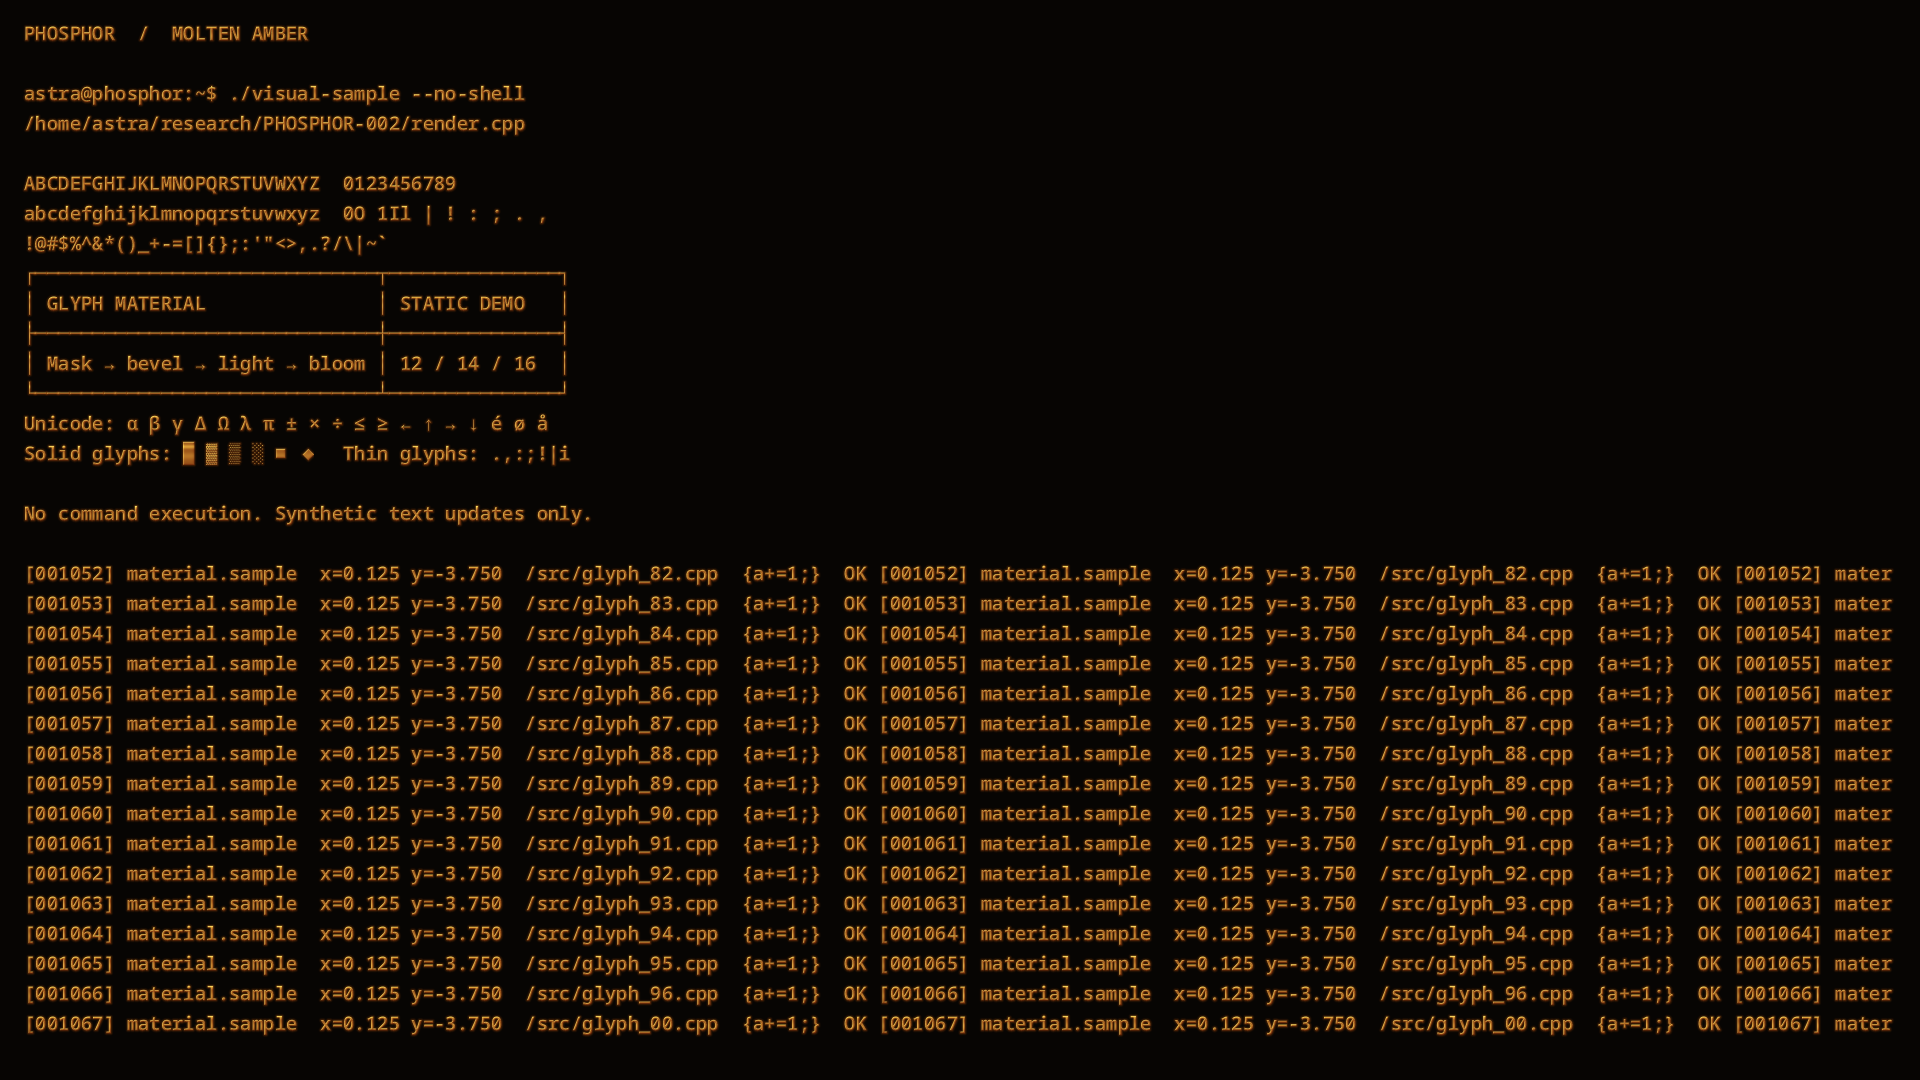 PHOSPHOR  /  MOLTEN AMBER
astra@phosphor:~$ ./visual-sample --no-shell
/home/astra/research/PHOSPHOR-002/render.cpp
ABCDEFGHIJKLMNOPQRSTUVWXYZ  0123456789
abcdefghijklmnopqrstuvwxyz  0O 1Il | ! : ; . ,
!@#$%^&*()_+-=[]{};:'"<>,.?/\|~`
┌──────────────────────────────┬───────────────┐
│ GLYPH MATERIAL               │ STATIC DEMO   │
├──────────────────────────────┼───────────────┤
│ Mask → bevel → light → bloom │ 12 / 14 / 16  │
└──────────────────────────────┴───────────────┘
Unicode: α β γ Δ Ω λ π ± × ÷ ≤ ≥ ← ↑ → ↓ é ø å
Solid glyphs: █ ▓ ▒ ░ ■ ◆  Thin glyphs: .,:;!|i
No command execution. Synthetic text updates only.
[001052] material.sample  x=0.125 y=-3.750  /src/glyph_82.cpp  {a+=1;}  OK [001052] material.sample  x=0.125 y=-3.750  /src/glyph_82.cpp  {a+=1;}  OK [001052] mater
[001053] material.sample  x=0.125 y=-3.750  /src/glyph_83.cpp  {a+=1;}  OK [001053] material.sample  x=0.125 y=-3.750  /src/glyph_83.cpp  {a+=1;}  OK [001053] mater
[001054] material.sample  x=0.125 y=-3.750  /src/glyph_84.cpp  {a+=1;}  OK [001054] material.sample  x=0.125 y=-3.750  /src/glyph_84.cpp  {a+=1;}  OK [001054] mater
[001055] material.sample  x=0.125 y=-3.750  /src/glyph_85.cpp  {a+=1;}  OK [001055] material.sample  x=0.125 y=-3.750  /src/glyph_85.cpp  {a+=1;}  OK [001055] mater
[001056] material.sample  x=0.125 y=-3.750  /src/glyph_86.cpp  {a+=1;}  OK [001056] material.sample  x=0.125 y=-3.750  /src/glyph_86.cpp  {a+=1;}  OK [001056] mater
[001057] material.sample  x=0.125 y=-3.750  /src/glyph_87.cpp  {a+=1;}  OK [001057] material.sample  x=0.125 y=-3.750  /src/glyph_87.cpp  {a+=1;}  OK [001057] mater
[001058] material.sample  x=0.125 y=-3.750  /src/glyph_88.cpp  {a+=1;}  OK [001058] material.sample  x=0.125 y=-3.750  /src/glyph_88.cpp  {a+=1;}  OK [001058] mater
[001059] material.sample  x=0.125 y=-3.750  /src/glyph_89.cpp  {a+=1;}  OK [001059] material.sample  x=0.125 y=-3.750  /src/glyph_89.cpp  {a+=1;}  OK [001059] mater
[001060] material.sample  x=0.125 y=-3.750  /src/glyph_90.cpp  {a+=1;}  OK [001060] material.sample  x=0.125 y=-3.750  /src/glyph_90.cpp  {a+=1;}  OK [001060] mater
[001061] material.sample  x=0.125 y=-3.750  /src/glyph_91.cpp  {a+=1;}  OK [001061] material.sample  x=0.125 y=-3.750  /src/glyph_91.cpp  {a+=1;}  OK [001061] mater
[001062] material.sample  x=0.125 y=-3.750  /src/glyph_92.cpp  {a+=1;}  OK [001062] material.sample  x=0.125 y=-3.750  /src/glyph_92.cpp  {a+=1;}  OK [001062] mater
[001063] material.sample  x=0.125 y=-3.750  /src/glyph_93.cpp  {a+=1;}  OK [001063] material.sample  x=0.125 y=-3.750  /src/glyph_93.cpp  {a+=1;}  OK [001063] mater
[001064] material.sample  x=0.125 y=-3.750  /src/glyph_94.cpp  {a+=1;}  OK [001064] material.sample  x=0.125 y=-3.750  /src/glyph_94.cpp  {a+=1;}  OK [001064] mater
[001065] material.sample  x=0.125 y=-3.750  /src/glyph_95.cpp  {a+=1;}  OK [001065] material.sample  x=0.125 y=-3.750  /src/glyph_95.cpp  {a+=1;}  OK [001065] mater
[001066] material.sample  x=0.125 y=-3.750  /src/glyph_96.cpp  {a+=1;}  OK [001066] material.sample  x=0.125 y=-3.750  /src/glyph_96.cpp  {a+=1;}  OK [001066] mater
[001067] material.sample  x=0.125 y=-3.750  /src/glyph_00.cpp  {a+=1;}  OK [001067] material.sample  x=0.125 y=-3.750  /src/glyph_00.cpp  {a+=1;}  OK [001067] mater